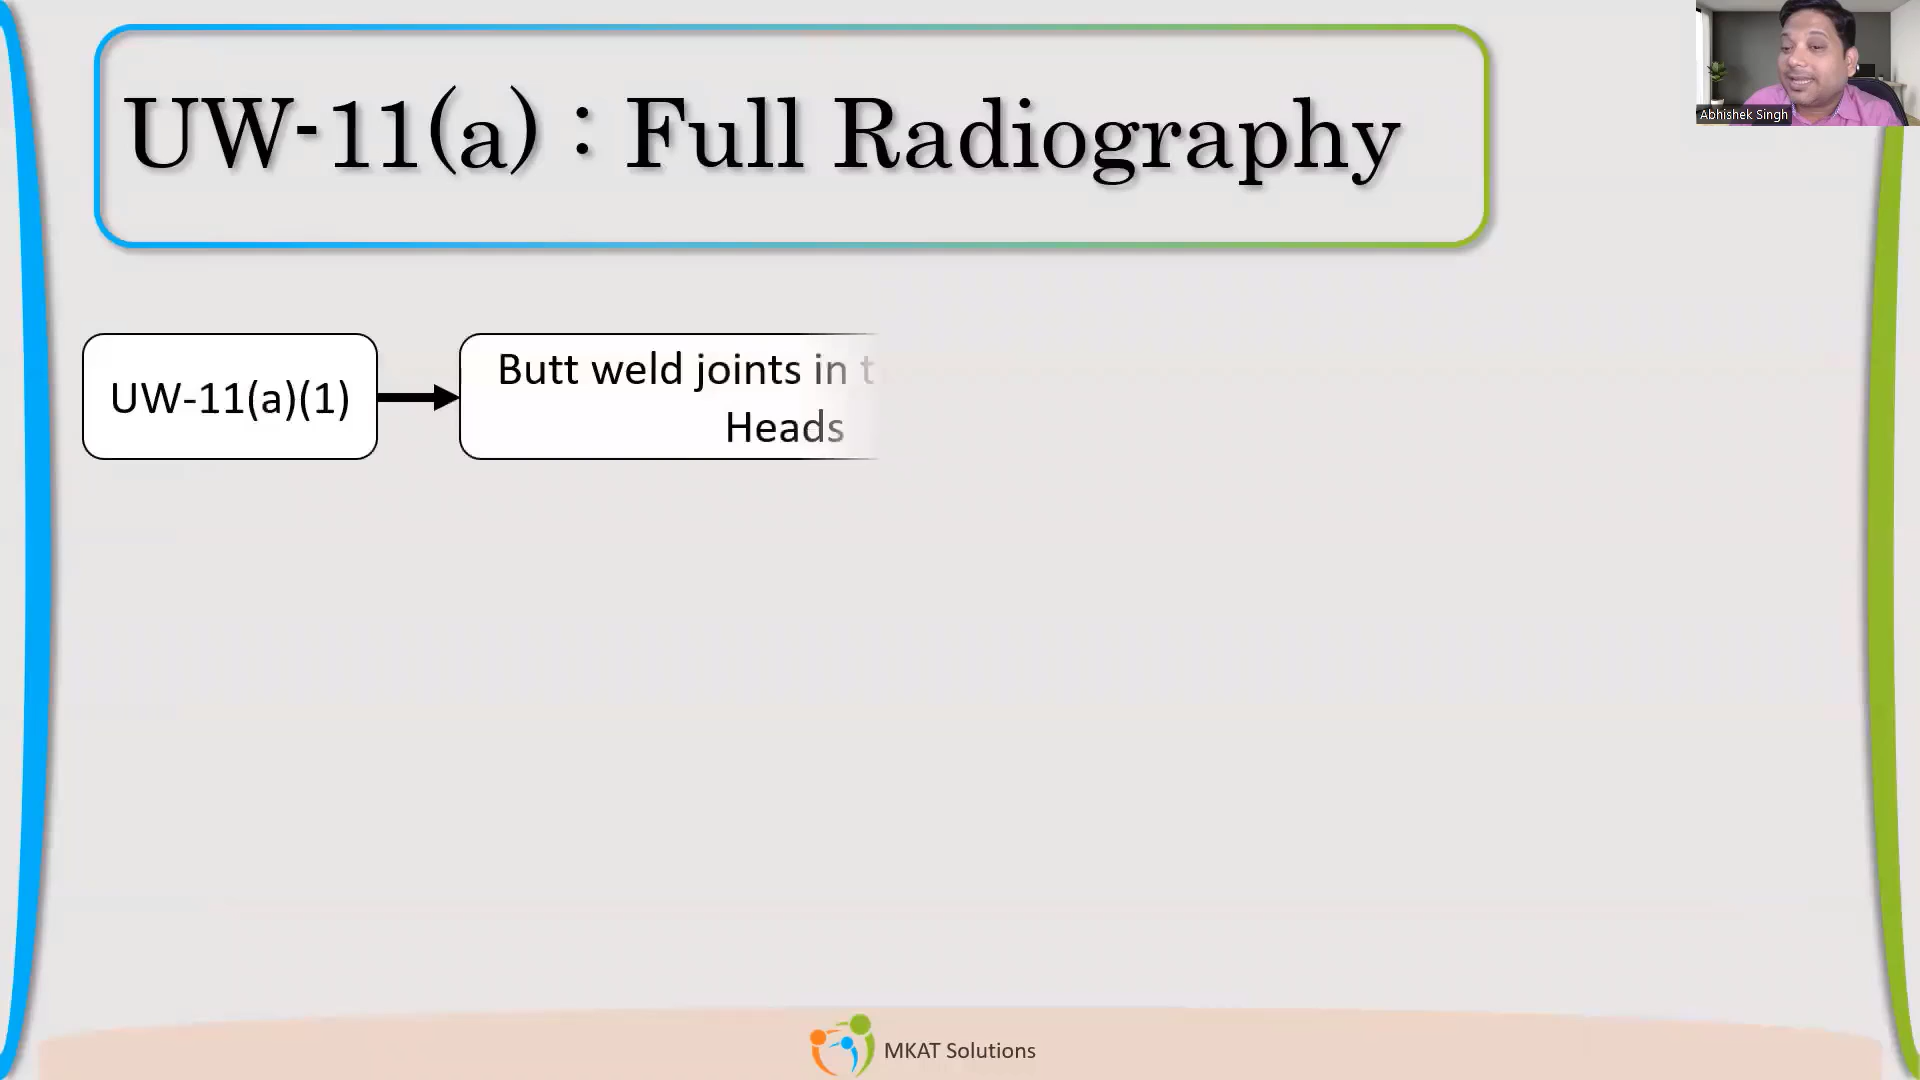 UW-11(a) : Full Radiography
Abhishek Singh
UW-11(a)(1)
Butt weld joints in
Heads
MKAT Solutions